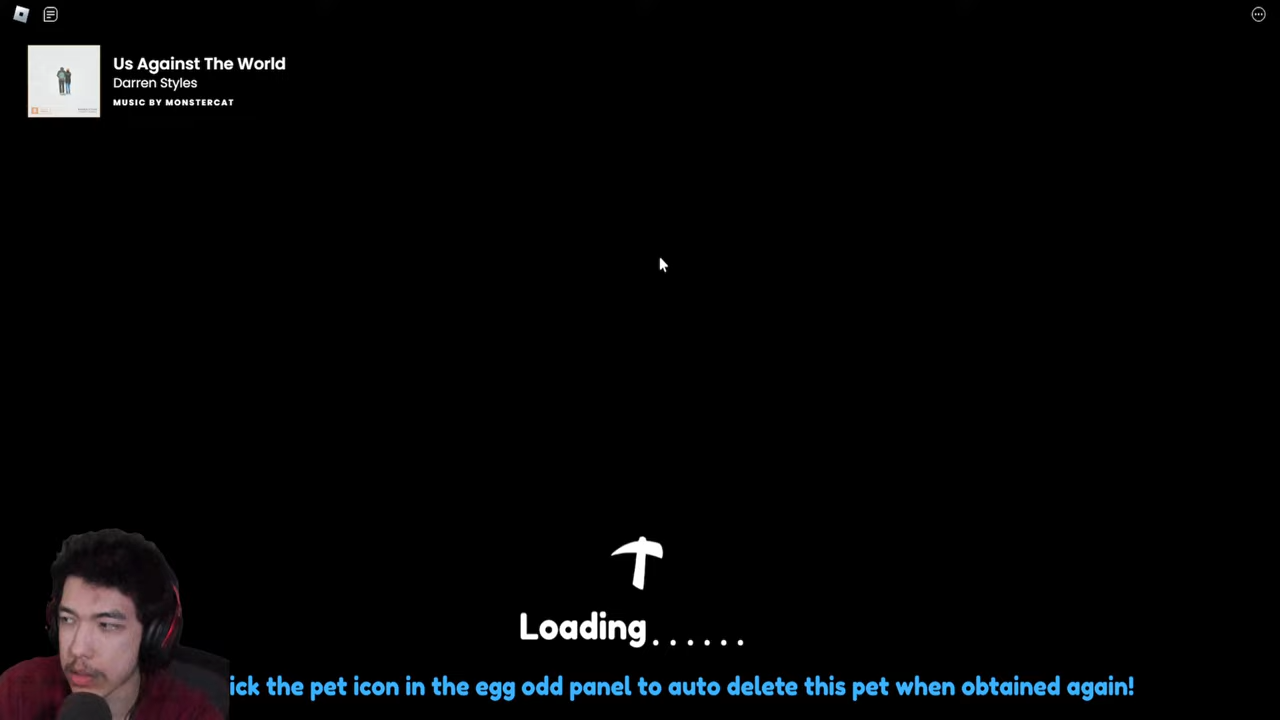 Us Against The World
Darren Styles
MUSIC BY MONSTERCAT
Loading......
ick the pet icon in the egg odd panel to auto delete this pet when obtained again!